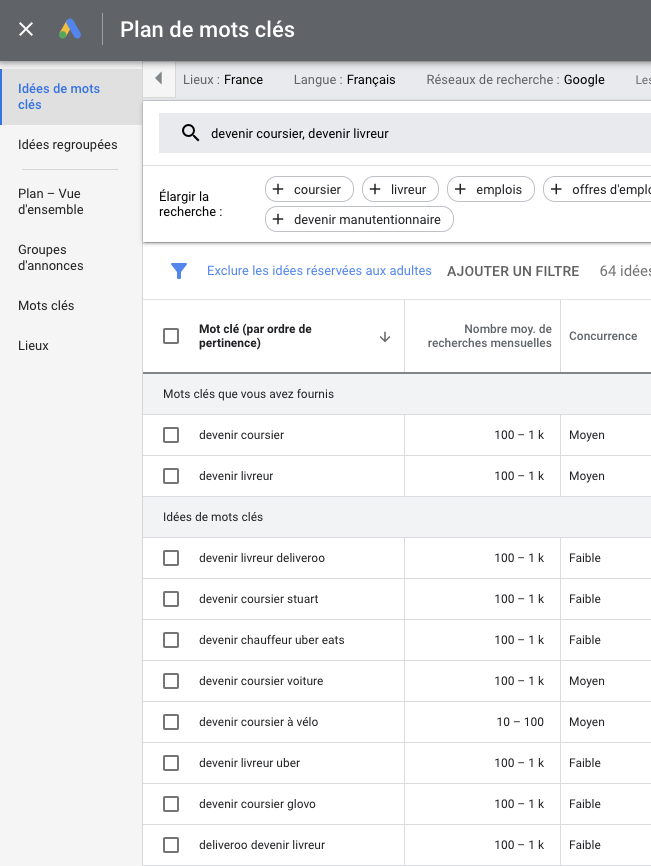 Plan de mots clés
Idées de mots
clés
Idées regroupées
Plan – Vue
d'ensemble
Groupes
d'annonces
Mots clés
Lieux
Lieux : France Langue : Français Réseaux de recherche : Google Les
devenir coursier, devenir livreur
Élargir la
recherche :
+ coursier + livreur + emplois + offres d'emplo
+ devenir manutentionnaire
Exclure les idées réservées aux adultes AJOUTER UN FILTRE 64 idées
Mot clé (par ordre de
pertinence)
Nombre moy. de
recherches mensuelles
Concurrence
Mots clés que vous avez fournis
devenir coursier 100 – 1 k Moyen
devenir livreur 100 – 1 k Moyen
Idées de mots clés
devenir livreur deliveroo 100 – 1 k Faible
devenir coursier stuart 100 – 1 k Faible
devenir chauffeur uber eats 100 – 1 k Faible
devenir coursier voiture 100 – 1 k Moyen
devenir coursier à vélo 10 – 100 Moyen
devenir livreur uber 100 – 1 k Faible
devenir coursier glovo 100 – 1 k Faible
deliveroo devenir livreur 100 – 1 k Faible